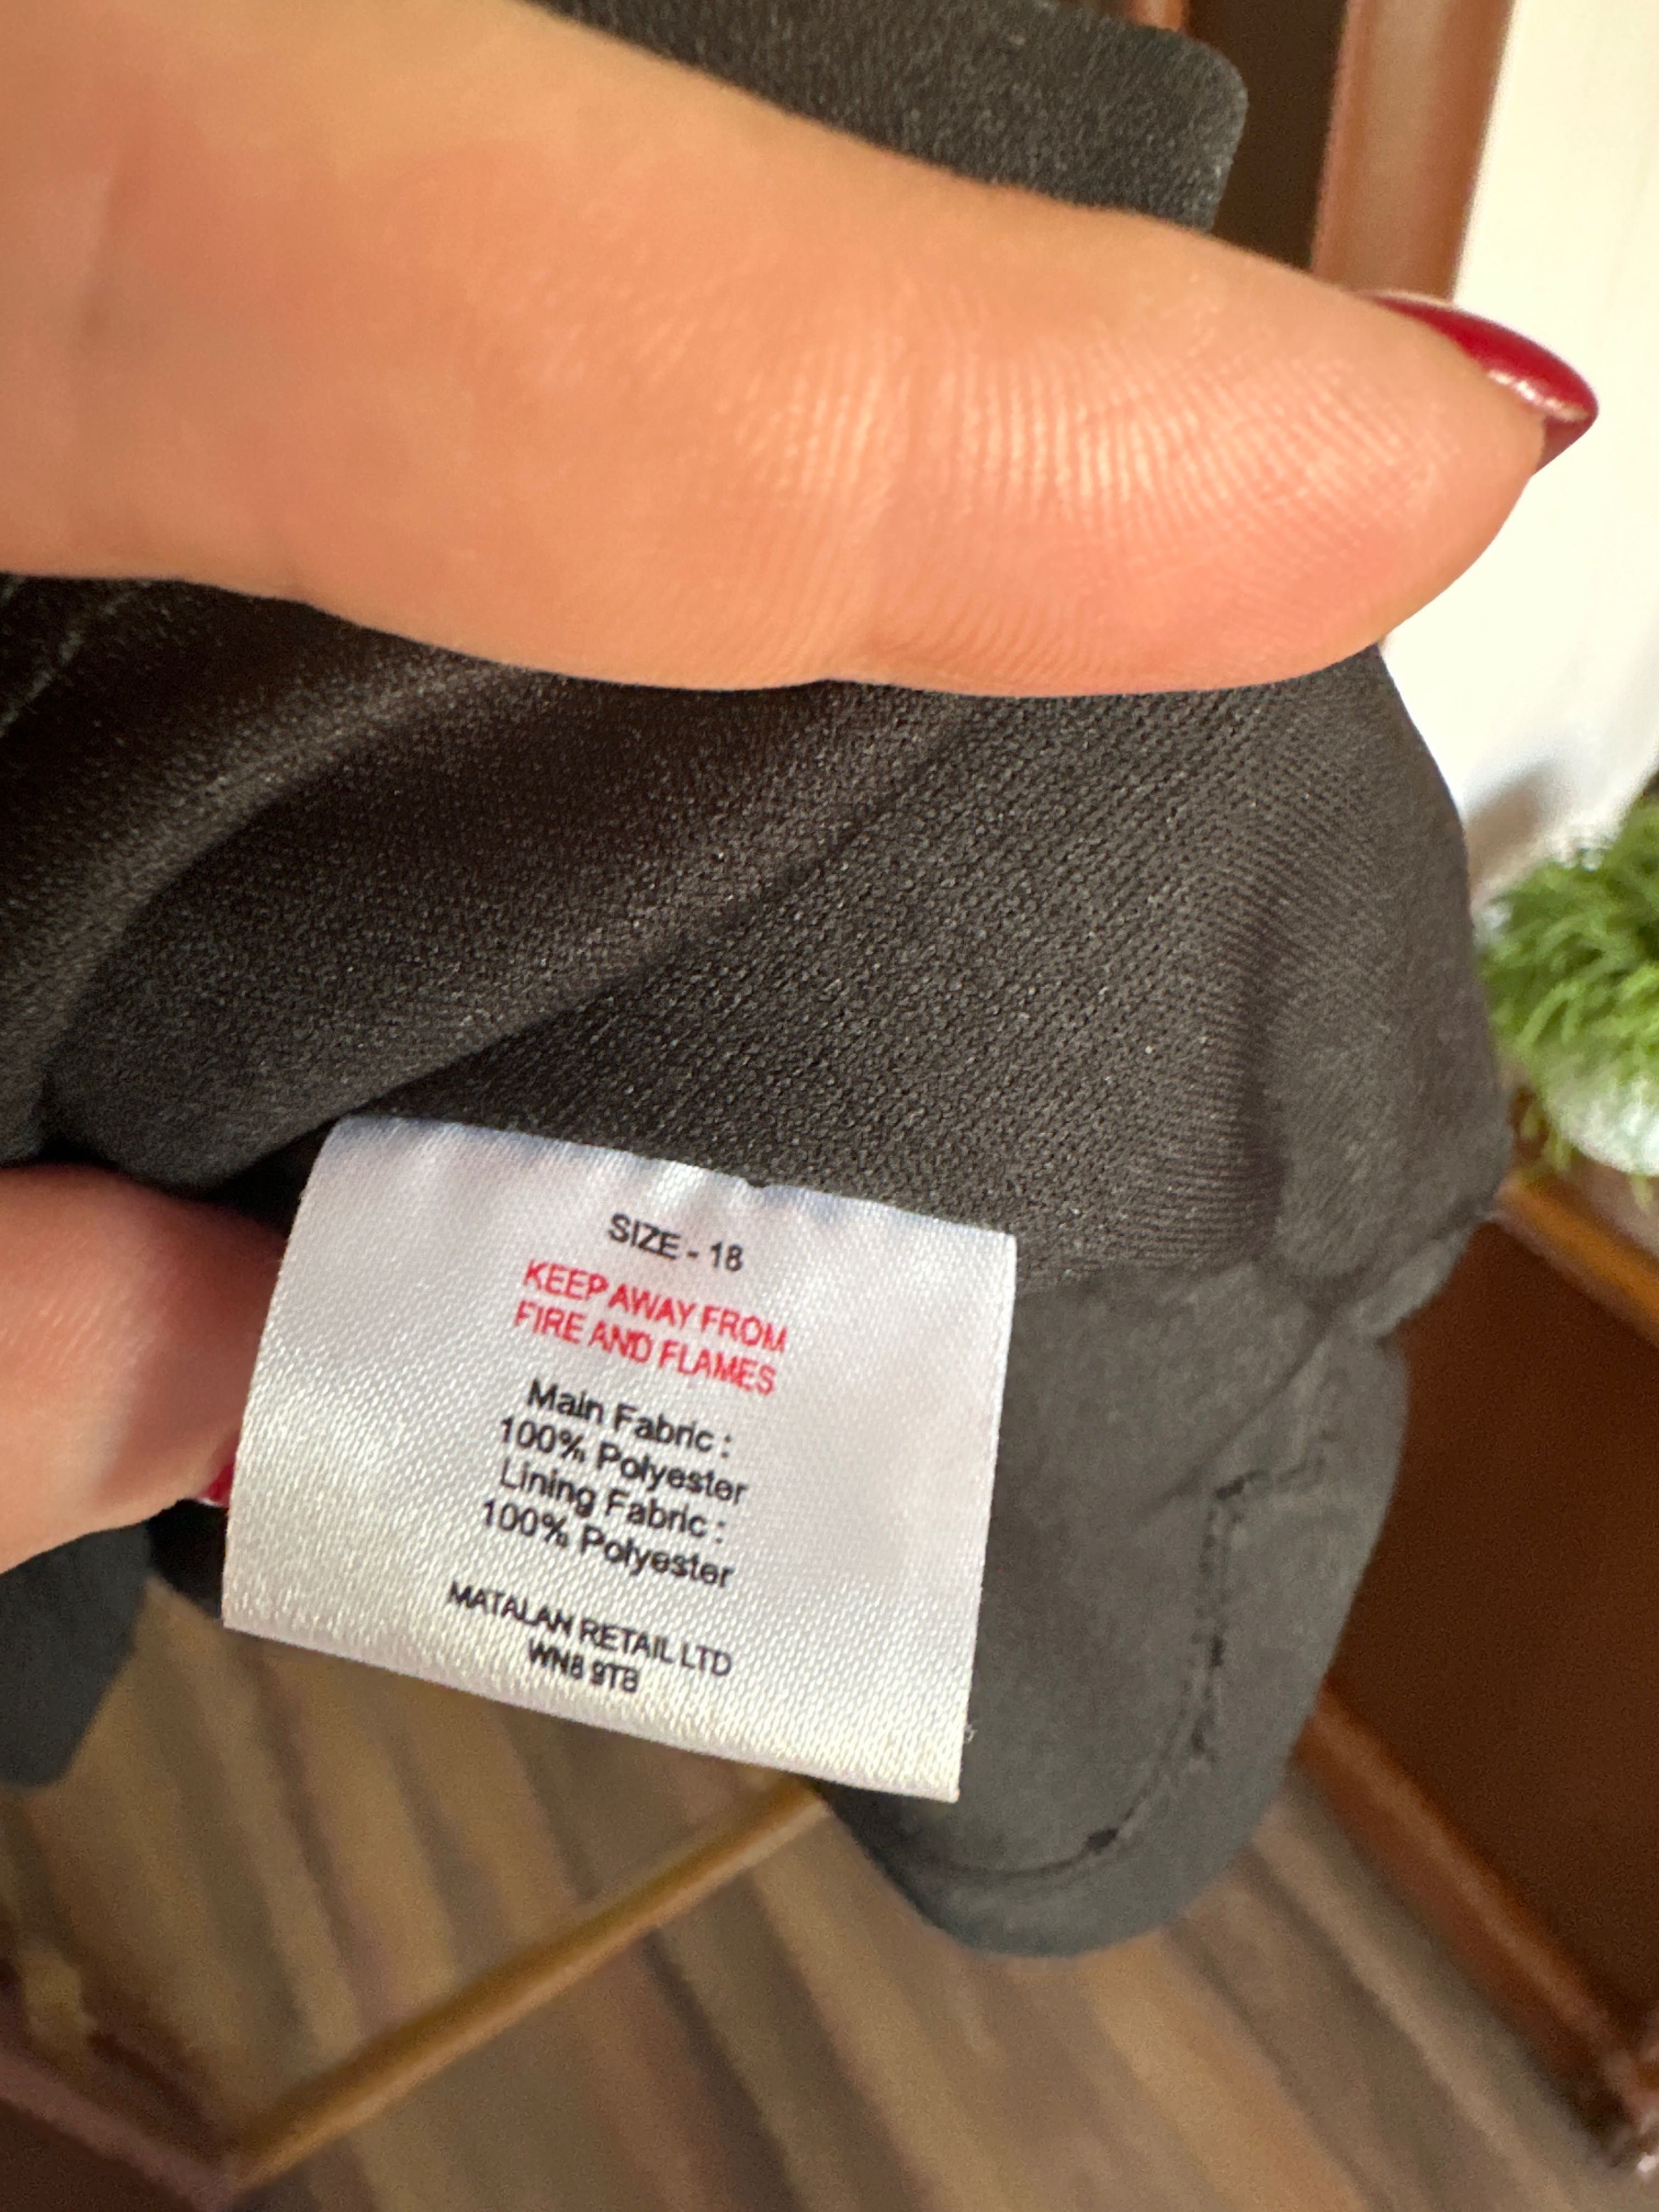 SIZE - 18
KEEP AWAY FROM
FIRE AND FLAMES
Main Fabric :
100% Polyester
Lining Fabric :
100% Polyester
MATALAN RETAIL LTD
WN8 9TB